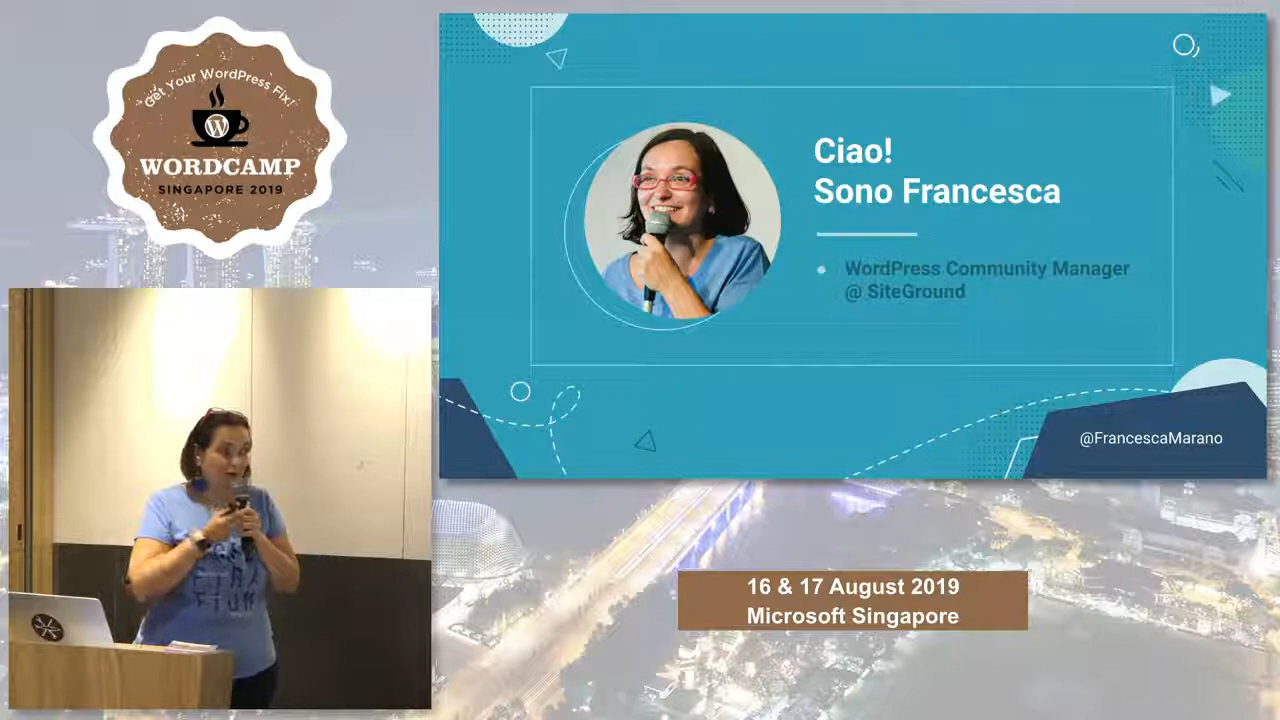 Get Your WordPress Fix!
W
WORDCAMP
SINGAPORE 2019
Ciao!
Sono Francesca
WordPress Community Manager
@ SiteGround
@FrancescaMarano
16 & 17 August 2019
Microsoft Singapore